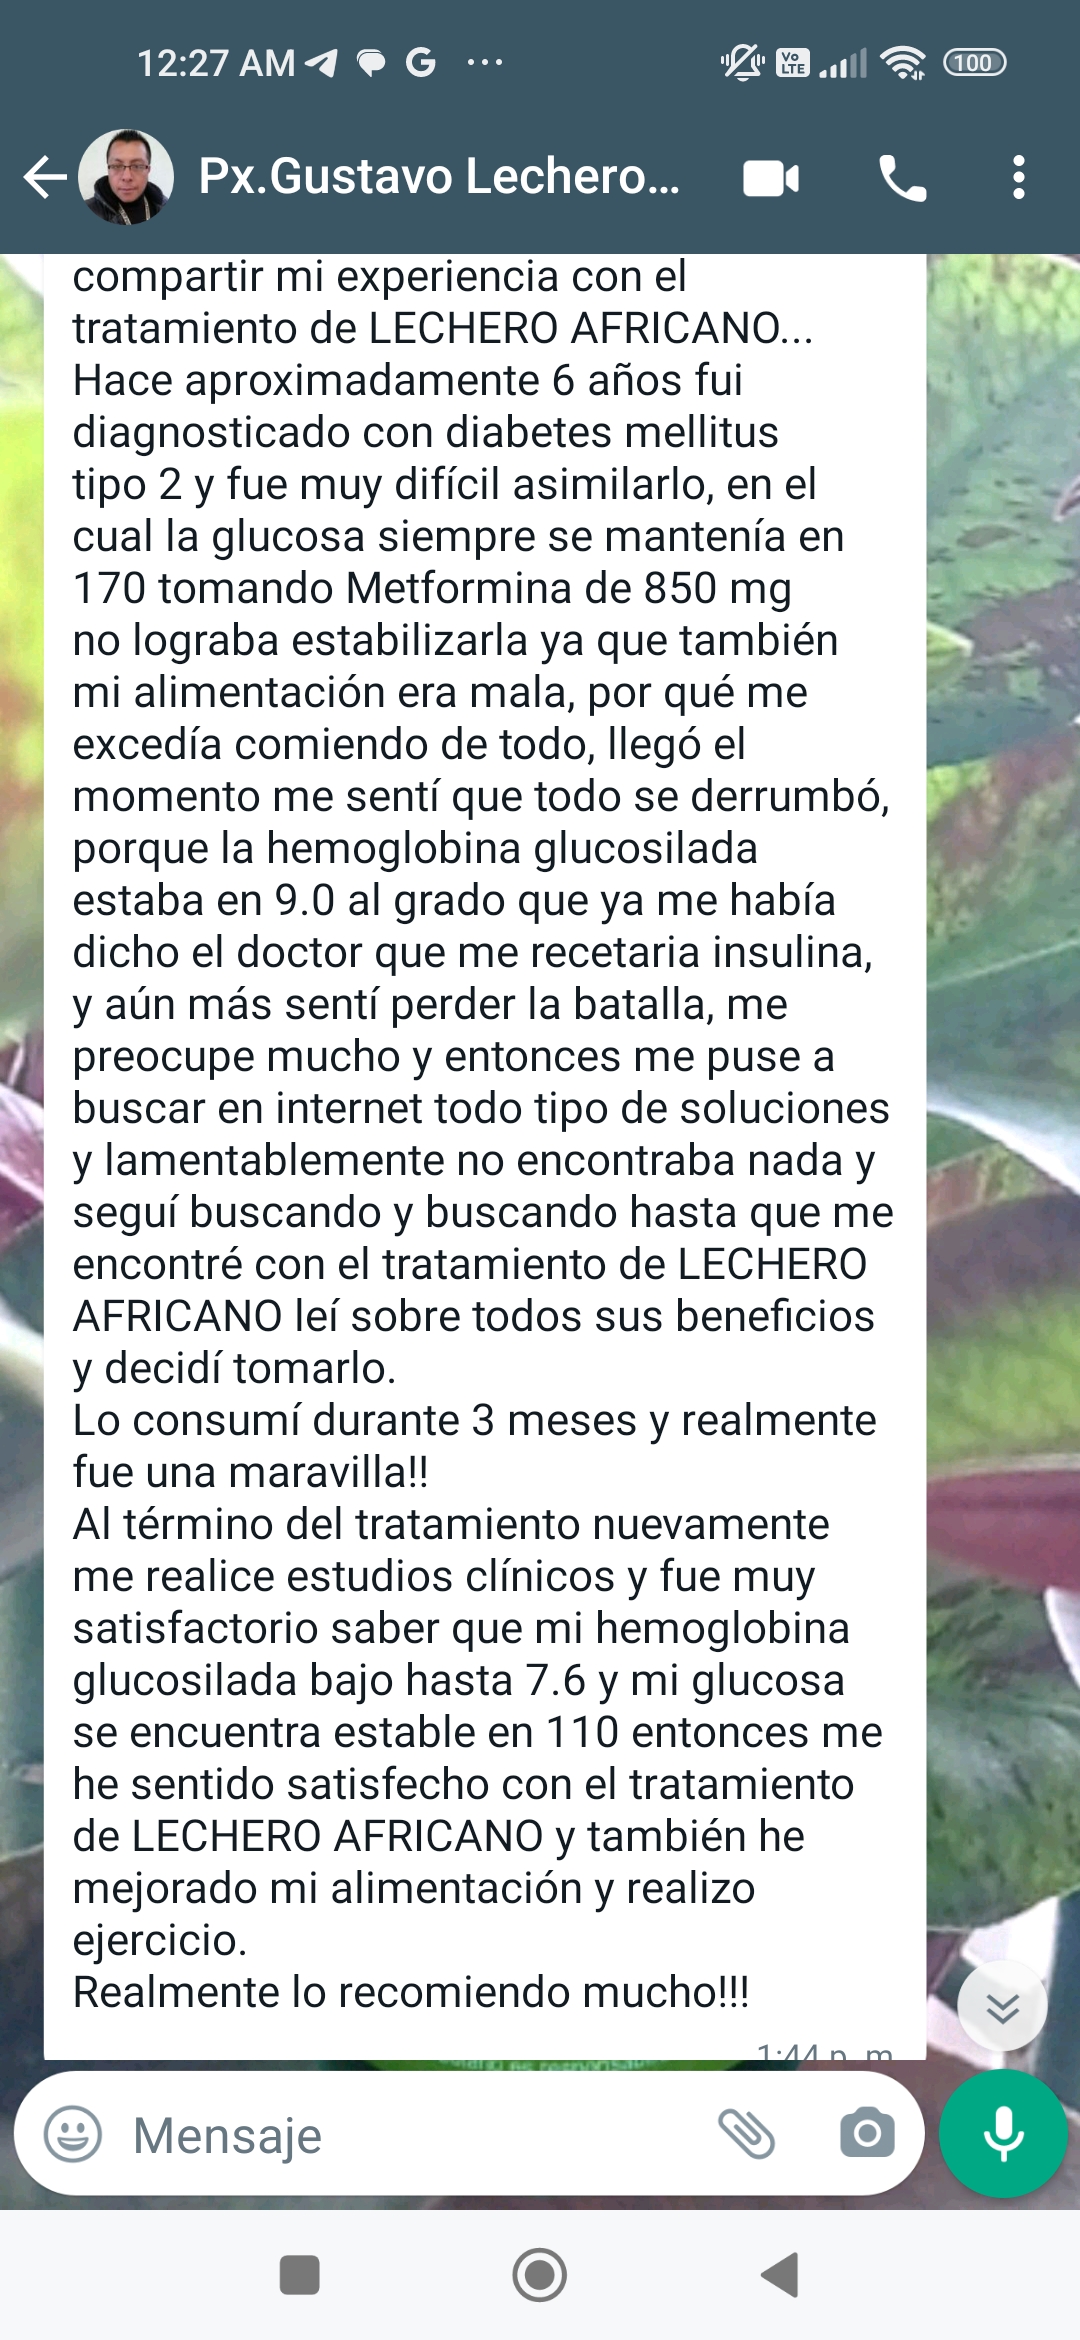 12:27 AM G ...
Vo LTE 100
Px.Gustavo Lechero...
compartir mi experiencia con el
tratamiento de LECHERO AFRICANO...
Hace aproximadamente 6 años fui
diagnosticado con diabetes mellitus
tipo 2 y fue muy difícil asimilarlo, en el
cual la glucosa siempre se mantenía en
170 tomando Metformina de 850 mg
no lograba estabilizarla ya que también
mi alimentación era mala, por qué me
excedía comiendo de todo, llegó el
momento me sentí que todo se derrumbó,
porque la hemoglobina glucosilada
estaba en 9.0 al grado que ya me había
dicho el doctor que me recetaria insulina,
y aún más sentí perder la batalla, me
preocupe mucho y entonces me puse a
buscar en internet todo tipo de soluciones
y lamentablemente no encontraba nada y
seguí buscando y buscando hasta que me
encontré con el tratamiento de LECHERO
AFRICANO leí sobre todos sus beneficios
y decidí tomarlo.
Lo consumí durante 3 meses y realmente
fue una maravilla!!
Al término del tratamiento nuevamente
me realice estudios clínicos y fue muy
satisfactorio saber que mi hemoglobina
glucosilada bajo hasta 7.6 y mi glucosa
se encuentra estable en 110 entonces me
he sentido satisfecho con el tratamiento
de LECHERO AFRICANO y también he
mejorado mi alimentación y realizo
ejercicio.
Realmente lo recomiendo mucho!!!
1:44 p. m.
Mensaje